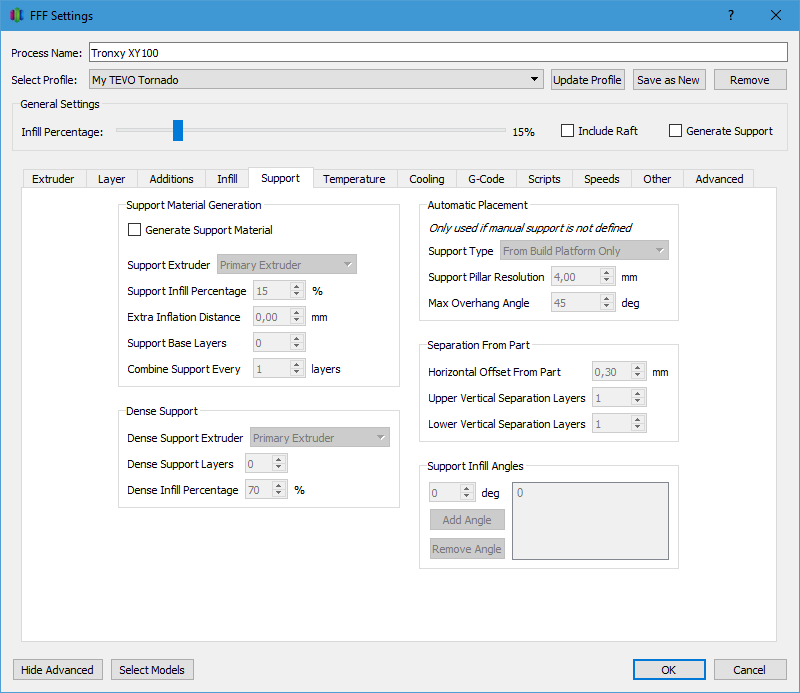 FFF Settings
?
Process Name: Tronxy XY100
Select Profile: My TEVO Tornado Update Profile Save as New Remove
General Settings
Infill Percentage: 15% Include Raft Generate Support
Extruder Layer Additions Infill Support Temperature Cooling G-Code Scripts Speeds Other Advanced
Support Material Generation
Generate Support Material
Support Extruder Primary Extruder
Support Infill Percentage 15 %
Extra Inflation Distance 0,00 mm
Support Base Layers 0
Combine Support Every 1 layers
Dense Support
Dense Support Extruder Primary Extruder
Dense Support Layers 0
Dense Infill Percentage 70 %
Automatic Placement
Only used if manual support is not defined
Support Type From Build Platform Only
Support Pillar Resolution 4,00 mm
Max Overhang Angle 45 deg
Separation From Part
Horizontal Offset From Part 0,30 mm
Upper Vertical Separation Layers 1
Lower Vertical Separation Layers 1
Support Infill Angles
0 deg 0
Add Angle
Remove Angle
Hide Advanced Select Models OK Cancel